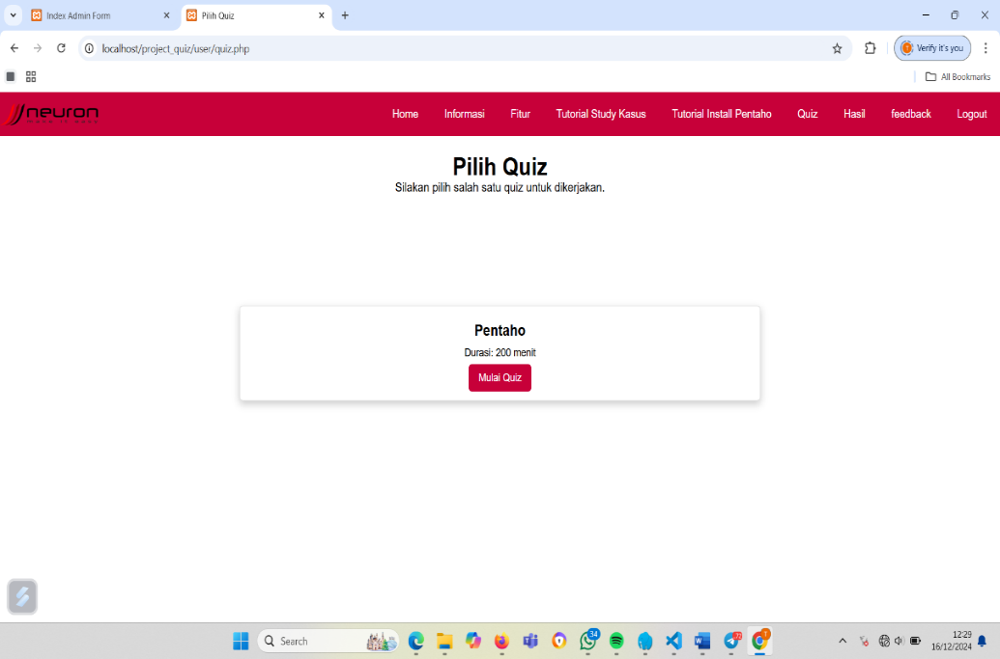 Index Admin Form
Pilih Quiz
localhost/project_quiz/user/quiz.php
Verify it's you
All Bookmarks
neuron
Home Informasi Fitur Tutorial Study Kasus Tutorial Install Pentaho Quiz Hasil feedback Logout
Pilih Quiz
Silakan pilih salah satu quiz untuk dikerjakan.
Pentaho
Durasi: 200 menit
Mulai Quiz
Search
34
12:29
16/12/2024